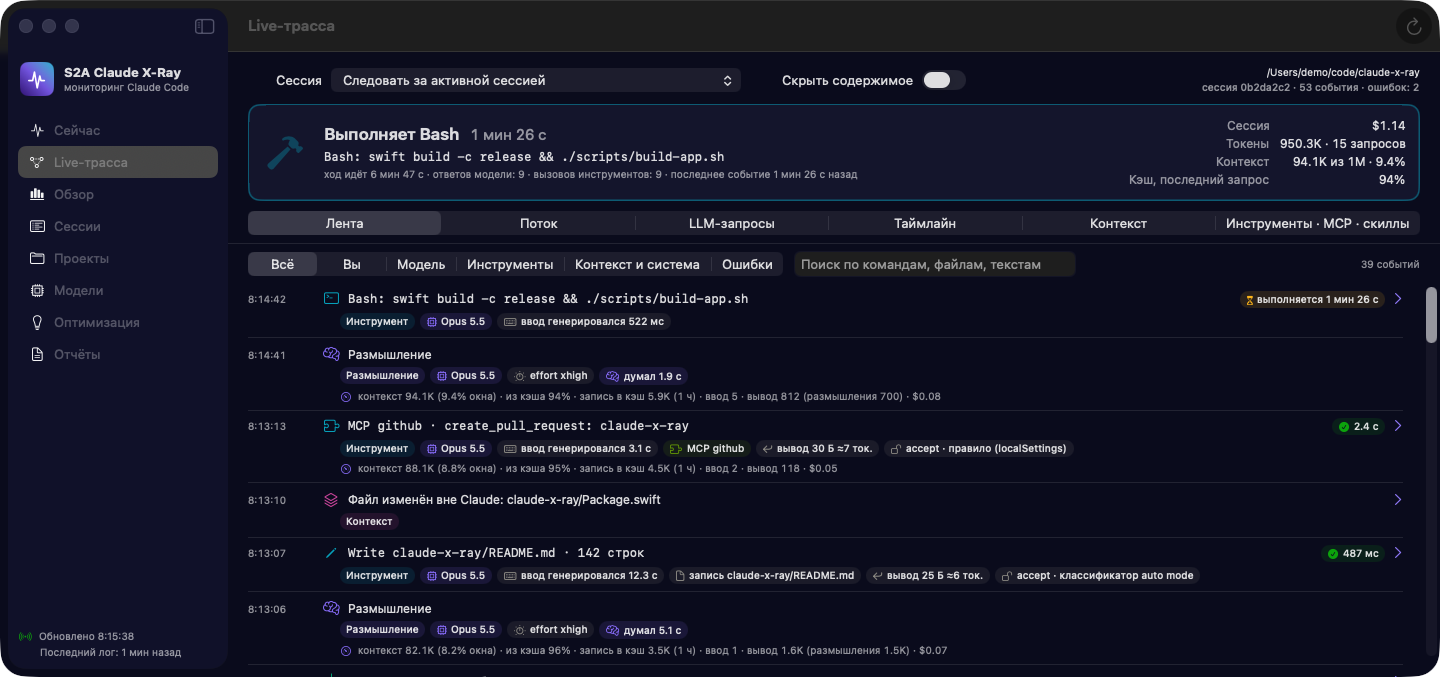 Live-трасса
S2A Claude X-Ray
мониторинг Claude Code
Сейчас
Live-трасса
Обзор
Сессии
Проекты
Модели
Оптимизация
Отчёты
Обновлено 8:15:38
Последний лог: 1 мин назад
Сессия Следовать за активной сессией Скрыть содержимое
/Users/demo/code/claude-x-ray
сессия 0b2da2c2 · 53 события · ошибок: 2
Выполняет Bash 1 мин 26 с
Bash: swift build -c release && ./scripts/build-app.sh
ход идёт 6 мин 47 с · ответов модели: 9 · вызовов инструментов: 9 · последнее событие 1 мин 26 с назад
Сессия $1.14
Токены 950.3K · 15 запросов
Контекст 94.1K из 1M · 9.4%
Кэш, последний запрос 94%
Лента Поток LLM-запросы Таймлайн Контекст Инструменты · MCP · скиллы
Всё Вы Модель Инструменты Контекст и система Ошибки Поиск по командам, файлам, текстам 39 событий
8:14:42 Bash: swift build -c release && ./scripts/build-app.sh выполняется 1 мин 26 с
Инструмент Opus 5.5 ввод генерировался 522 мс
8:14:41 Размышление
Размышление Opus 5.5 effort xhigh думал 1.9 с
контекст 94.1K (9.4% окна) · из кэша 94% · запись в кэш 5.9K (1 ч) · ввод 5 · вывод 812 (размышления 700) · $0.08
8:13:13 MCP github · create_pull_request: claude-x-ray 2.4 с
Инструмент Opus 5.5 ввод генерировался 3.1 с MCP github вывод 30 Б ≈7 ток. accept · правило (localSettings)
контекст 88.1K (8.8% окна) · из кэша 95% · запись в кэш 4.5K (1 ч) · ввод 2 · вывод 118 · $0.05
8:13:10 Файл изменён вне Claude: claude-x-ray/Package.swift
Контекст
8:13:07 Write claude-x-ray/README.md · 142 строк 487 мс
Инструмент Opus 5.5 ввод генерировался 12.3 с запись claude-x-ray/README.md вывод 25 Б ≈6 ток. accept · классификатор auto mode
8:13:06 Размышление
Размышление Opus 5.5 effort xhigh думал 5.1 с
контекст 82.1K (8.2% окна) · из кэша 96% · запись в кэш 3.5K (1 ч) · ввод 1 · вывод 1.6K (размышления 1.5K) · $0.07